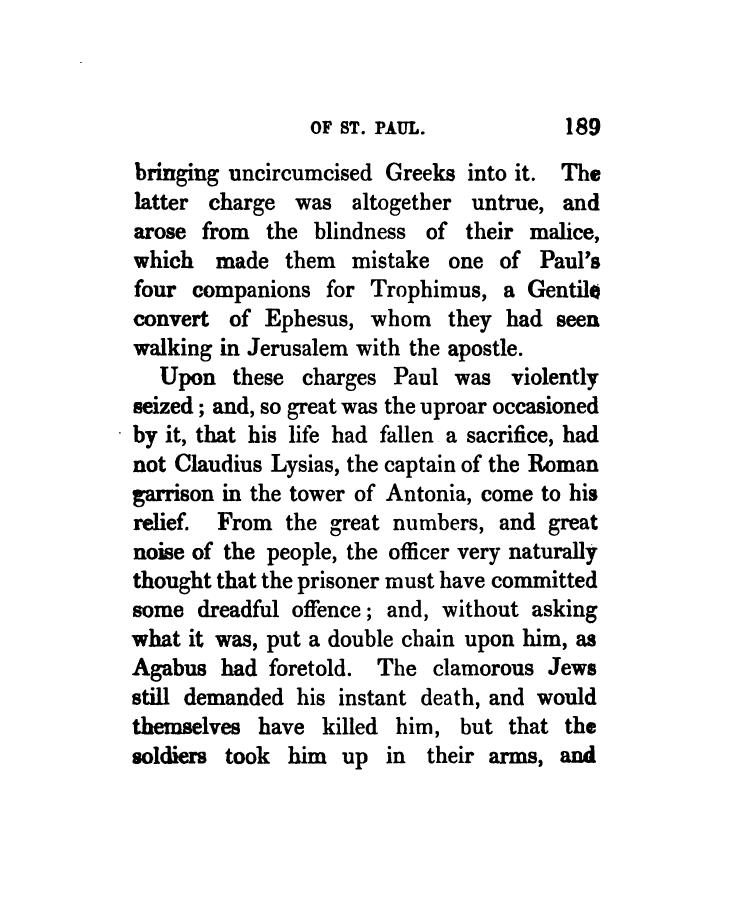 OF ST. PAUL. 189
bringing uncircumcised Greeks into it. The
latter charge was altogether untrue, and
arose from the blindness of their malice,
which made them mistake one of Paul's
four companions for Trophimus, a Gentile
convert of Ephesus, whom they had seen
walking in Jerusalem with the apostle.
Upon these charges Paul was violently
seized ; and, so great was the uproar occasioned
by it, that his life had fallen a sacrifice, had
not Claudius Lysias, the captain of the Roman
garrison in the tower of Antonia, come to his
relief. From the great numbers, and great
noise of the people, the officer very naturally
thought that the prisoner must have committed
some dreadful offence ; and, without asking
what it was, put a double chain upon him, as
Agabus had foretold. The clamorous Jews
still demanded his instant death, and would
themselves have killed him, but that the
soldiers took him up in their arms, and